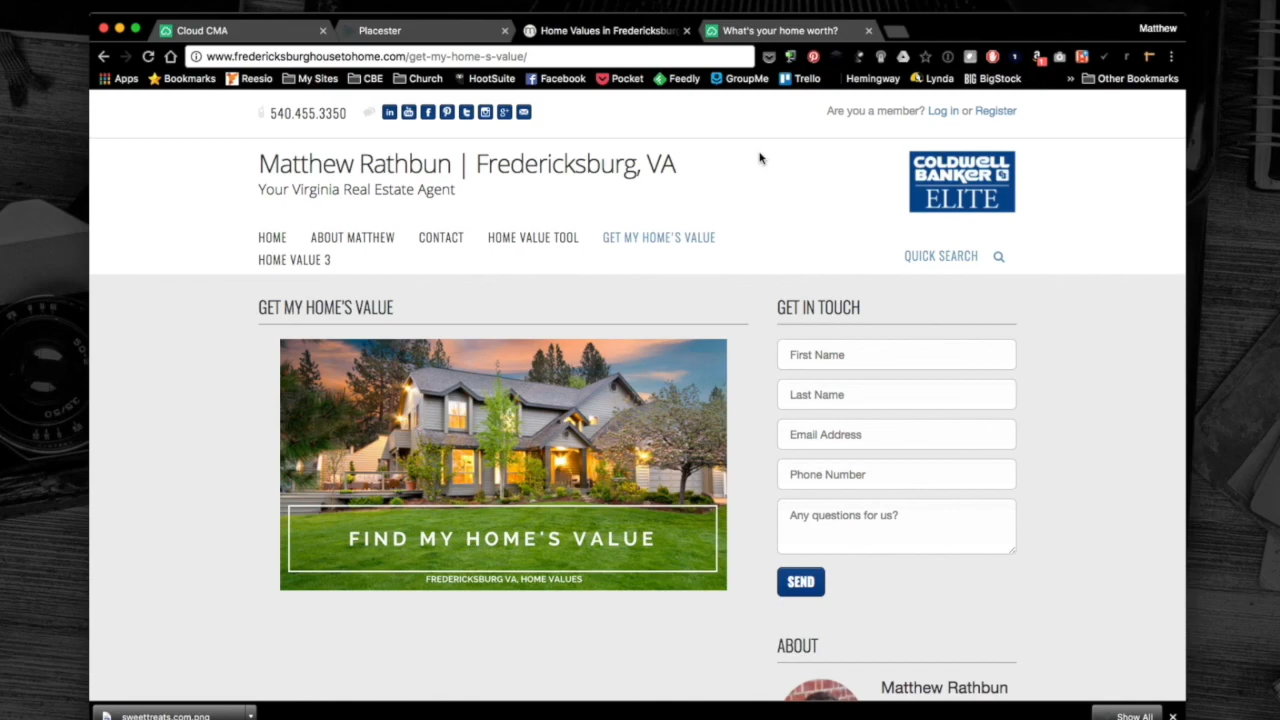 Cloud CMA
Placester
Home Values in Fredericksburg
What's your home worth?
Matthew
www.fredericksburghousetohome.com/get-my-home-s-value/
Apps
Bookmarks
Reesio
My Sites
CBE
Church
HootSuite
Facebook
Pocket
Feedly
GroupMe
Trello
Hemingway
Lynda
BIG BigStock
»
Other Bookmarks
540.455.3350
Are you a member? Log in or Register
Matthew Rathbun | Fredericksburg, VA
Your Virginia Real Estate Agent
COLDWELL
BANKER
ELITE
HOME
ABOUT MATTHEW
CONTACT
HOME VALUE TOOL
GET MY HOME'S VALUE
HOME VALUE 3
QUICK SEARCH
GET MY HOME'S VALUE
FIND MY HOME'S VALUE
FREDERICKSBURG VA, HOME VALUES
GET IN TOUCH
First Name
Last Name
Email Address
Phone Number
Any questions for us?
SEND
ABOUT
Matthew Rathbun
sweettreats.com.png
Show All